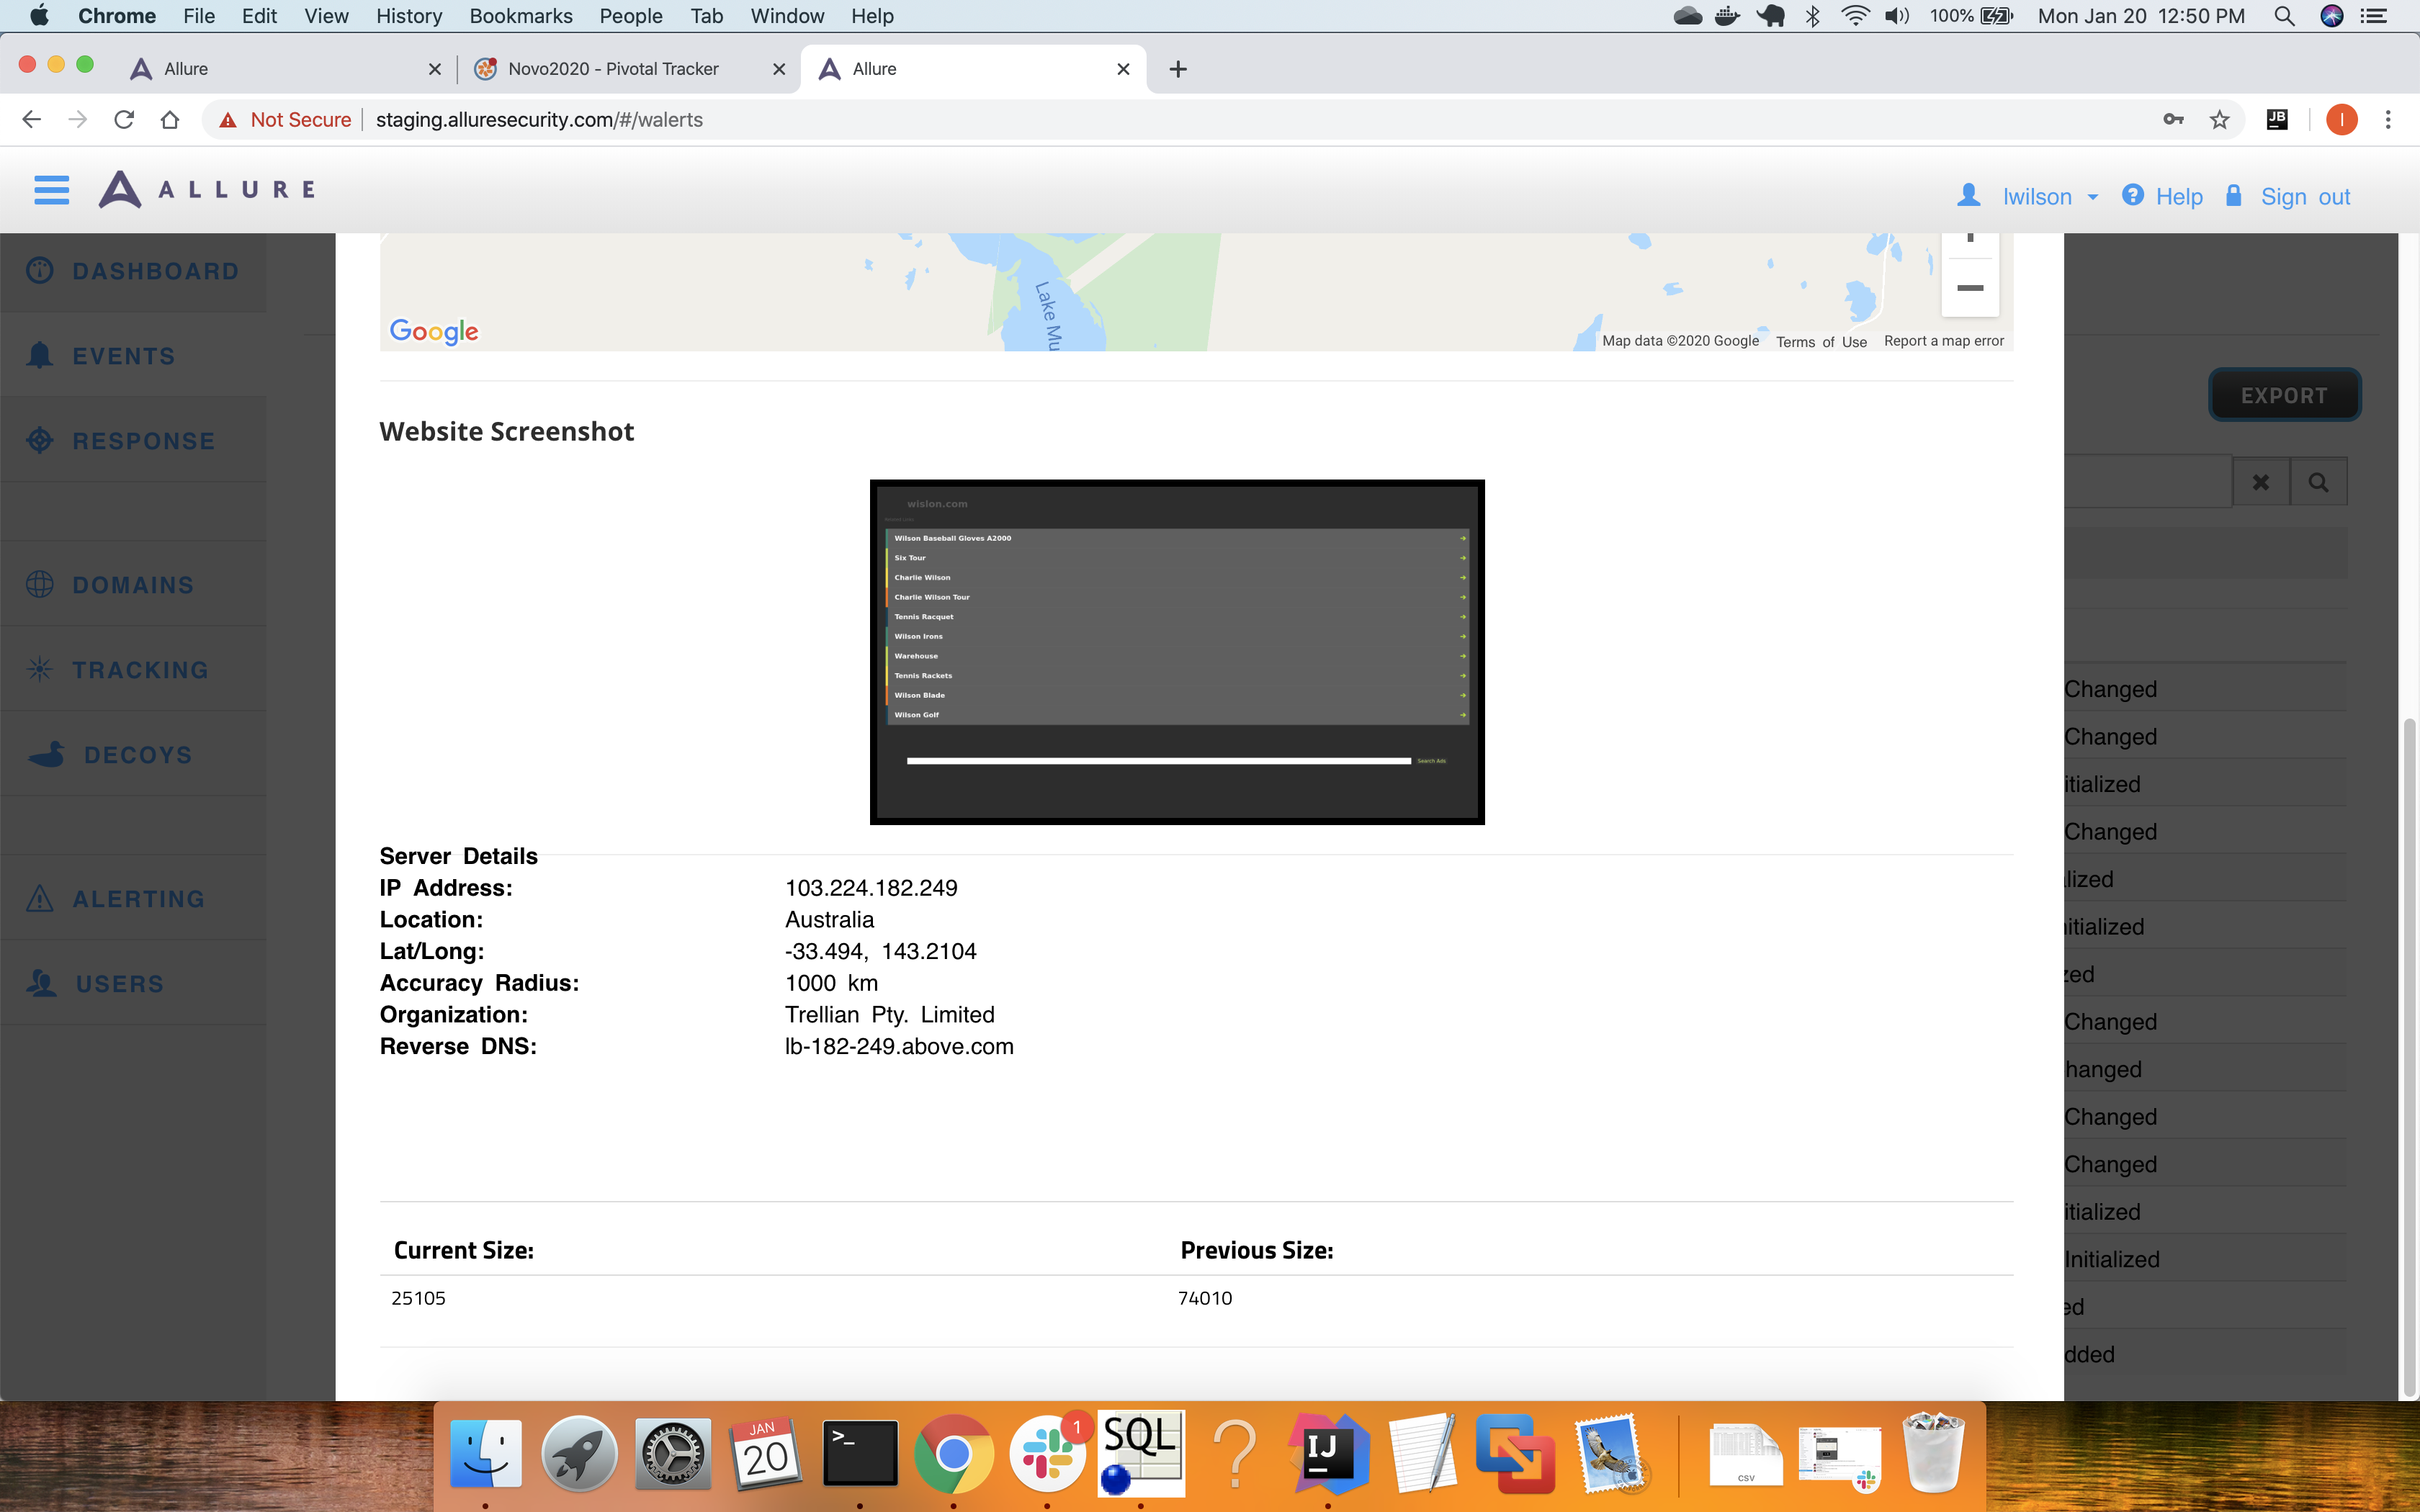 Chrome File Edit View History Bookmarks People Tab Window Help 100% Mon Jan 20 12:50 PM
Allure Novo2020 - Pivotal Tracker Allure
Not Secure staging.alluresecurity.com/#/walerts JB I
ALLURE lwilson Help Sign out
DASHBOARD
EVENTS
RESPONSE
DOMAINS
TRACKING
DECOYS
ALERTING
USERS
Lake Mu
Google Map data ©2020 Google Terms of Use Report a map error
EXPORT
Website Screenshot
wision.com
Wilson Baseball Gloves A2000
Six Tour
Charlie Wilson
Charlie Wilson Tour
Tennis Racquet
Wilson Irons
Warehouse
Tennis Rackets
Wilson Blade
Wilson Golf
Search Ads
Server Details
IP Address: 103.224.182.249
Location: Australia
Lat/Long: -33.494, 143.2104
Accuracy Radius: 1000 km
Organization: Trellian Pty. Limited
Reverse DNS: lb-182-249.above.com
Current Size: Previous Size:
25105 74010
Changed
Changed
itialized
Changed
lized
itialized
zed
Changed
hanged
Changed
Changed
itialized
Initialized
ed
dded
JAN
20
>_
1
SQL
?
IJ
CSV